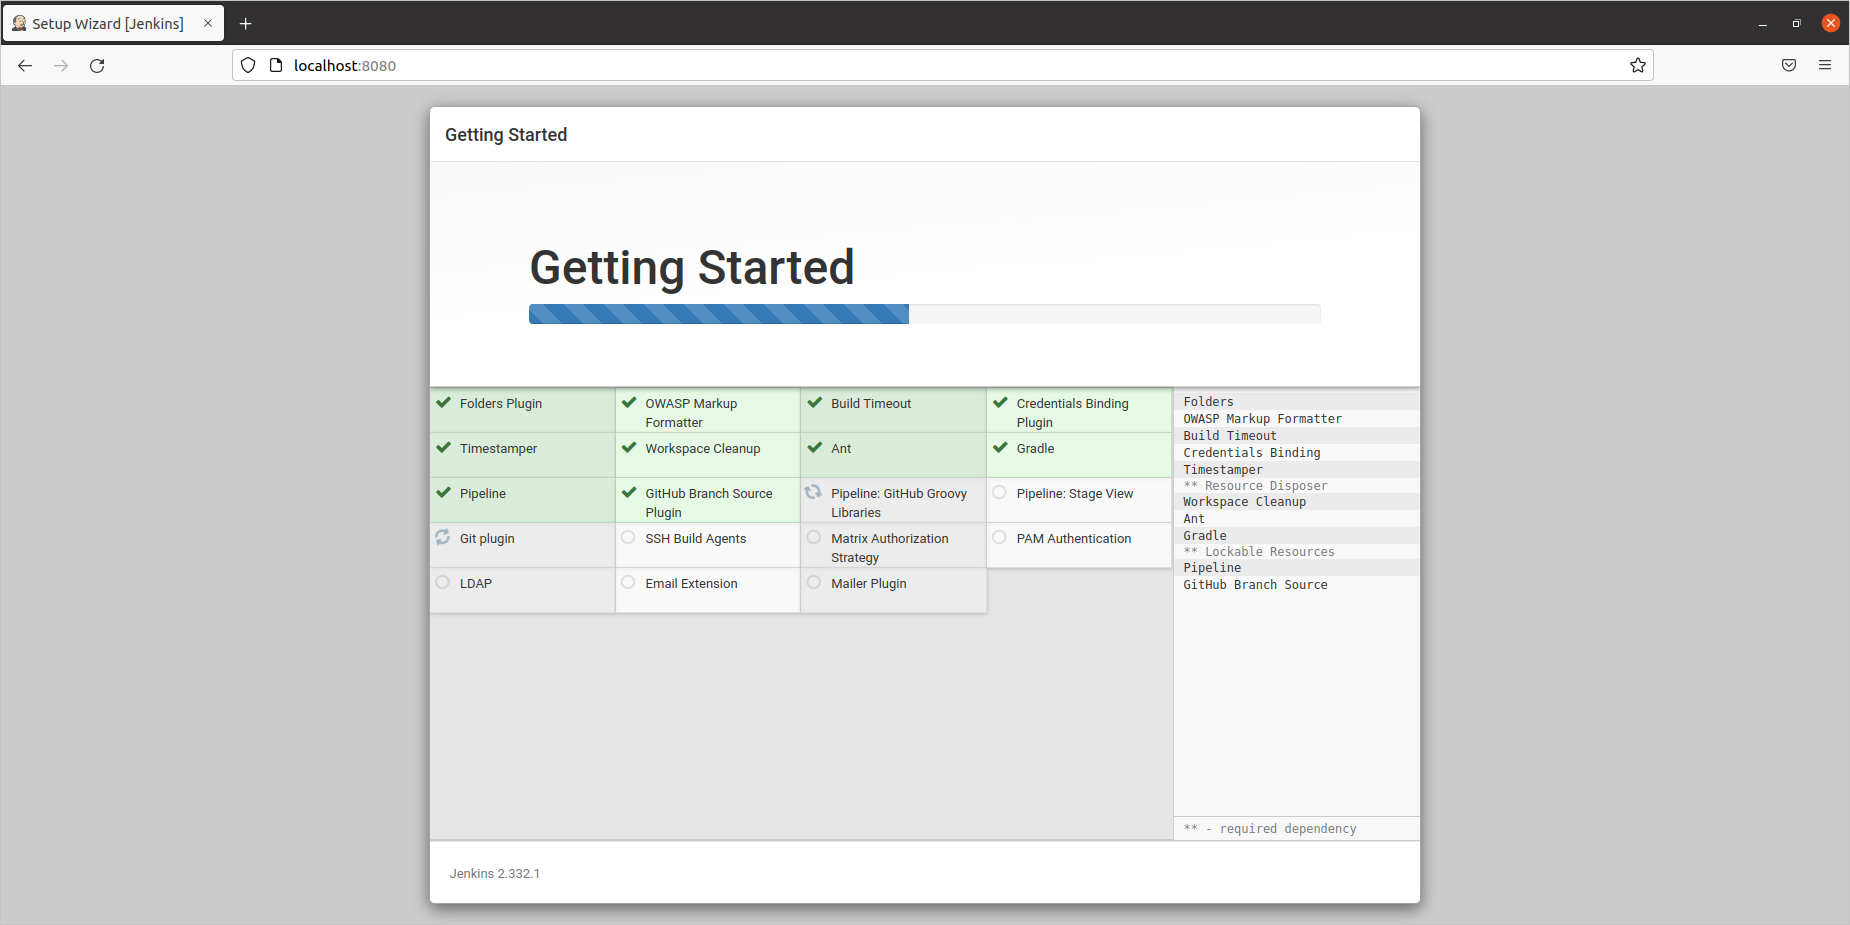 Setup Wizard [Jenkins]
localhost:8080
Getting Started
Getting Started
Folders Plugin
OWASP Markup
Formatter
Build Timeout
Credentials Binding
Plugin
Timestamper
Workspace Cleanup
Ant
Gradle
Pipeline
GitHub Branch Source
Plugin
Pipeline: GitHub Groovy
Libraries
Pipeline: Stage View
Git plugin
SSH Build Agents
Matrix Authorization
Strategy
PAM Authentication
LDAP
Email Extension
Mailer Plugin
Folders
OWASP Markup Formatter
Build Timeout
Credentials Binding
Timestamper
** Resource Disposer
Workspace Cleanup
Ant
Gradle
** Lockable Resources
Pipeline
GitHub Branch Source
** - required dependency
Jenkins 2.332.1